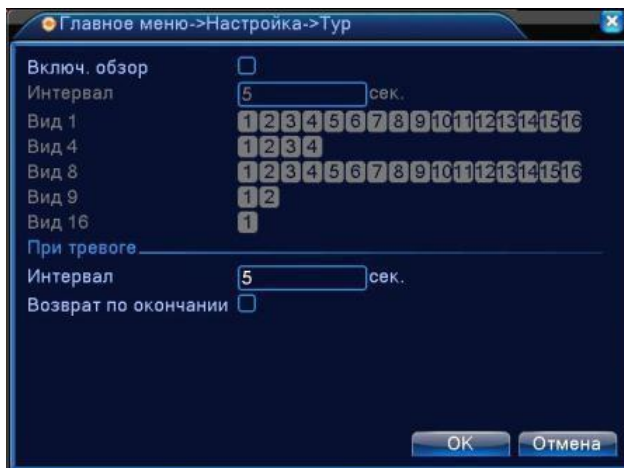 Главное меню->Настройка->Тур
Включ. обзор
Интервал 5 сек.
Вид 1 1 2 3 4 5 6 7 8 9 10 11 12 13 14 15 16
Вид 4 1 2 3 4
Вид 8 1 2 3 4 5 6 7 8 9 10 11 12 13 14 15 16
Вид 9 1 2
Вид 16 1
При тревоге
Интервал 5 сек.
Возврат по окончании
OK Отмена